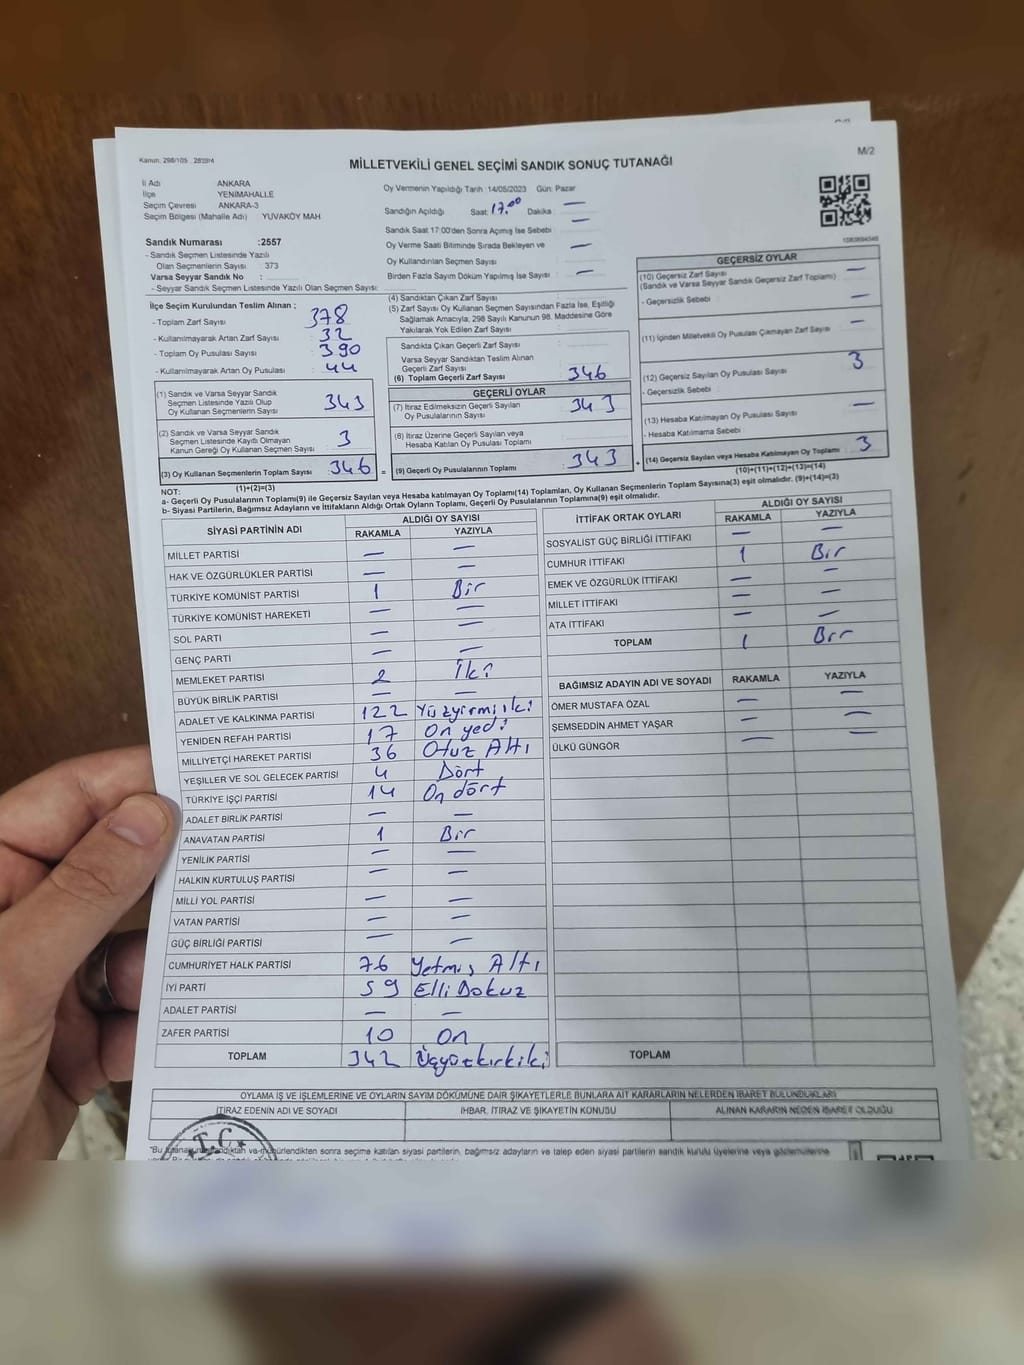 Kanun: 298/105
M/2
MİLLETVEKİLİ GENEL SEÇİMİ SANDIK SONUÇ TUTANAĞI
İli Adı ANKARA
İlçe YENİMAHALLE
Seçim Çevresi ANKARA-3
Seçim Bölgesi (Mahalle Adı) YUVAKÖY MAH
Sandık Numarası :2557
- Sandık Seçmen Listesinde Yazılı
Olan Seçmenlerin Sayısı 373
Varsa Seyyar Sandık No :
- Seyyar Sandık Seçmen Listesinde Yazılı Olan Seçmen Sayısı:
Oy Vermenin Yapıldığı Tarih :14/05/2023 Gün: Pazar
Sandığın Açıldığı Saat: 17.00 Dakika: —
Sandık Saat 17:00'den Sonra Açmış İse Sebebi : —
Oy Verme Saati Bitiminde Sırada Bekleyen ve
Oy Kullandırılan Seçmen Sayısı —
Birden Fazla Sayım Döküm Yapılmış İse Sayısı : —
İlçe Seçim Kurulundan Teslim Alınan ;
- Toplam Zarf Sayısı 378
- Kullanılmayarak Artan Zarf Sayısı 32
- Toplam Oy Pusulası Sayısı 390
- Kullanılmayarak Artan Oy Pusulası 44
(1) Sandık ve Varsa Seyyar Sandık
Seçmen Listesinde Yazılı Olup
Oy Kullanan Seçmenlerin Sayısı 343
(2) Sandık ve Varsa Seyyar Sandık
Seçmen Listesinde Kayıtlı Olmayan
Kanun Gereği Oy Kullanan Seçmen Sayısı 3
(3) Oy Kullanan Seçmenlerin Toplam Sayısı 346 =
(1)+(2)=(3)
(4) Sandıktan Çıkan Zarf Sayısı
(5) Zarf Sayısı Oy Kullanan Seçmen Sayısından Fazla İse, Eşitliği
Sağlamak Amacıyla, 298 Sayılı Kanunun 98. Maddesine Göre
Yakılarak Yok Edilen Zarf Sayısı :
Sandıkta Çıkan Geçerli Zarf Sayısı
Varsa Seyyar Sandıktan Teslim Alınan
Geçerli Zarf Sayısı
(6) Toplam Geçerli Zarf Sayısı 346
GEÇERLİ OYLAR
(7) İtiraz Edilmeksizin Geçerli Sayılan
Oy Pusulalarının Sayısı 343
(8) İtiraz Üzerine Geçerli Sayılan veya
Hesaba Katılan Oy Pusulası Toplamı
(9) Geçerli Oy Pusulalarının Toplamı 343 +
GEÇERSİZ OYLAR
(10) Geçersiz Zarf Sayısı —
(Sandık ve Varsa Seyyar Sandık Geçersiz Zarf Toplamı)
- Geçersizlik Sebebi : —
(11) İçinden Milletvekili Oy Pusulası Çıkmayan Zarf Sayısı —
(12) Geçersiz Sayılan Oy Pusulası Sayısı 3
- Geçersizlik Sebebi :
(13) Hesaba Katılmayan Oy Pusulası Sayısı —
- Hesaba Katılmama Sebebi :
(14) Geçersiz Sayılan veya Hesaba Katılmayan Oy Toplamı 3
(10)+(11)+(12)+(13)=(14)
NOT:
a- Geçerli Oy Pusulalarının Toplamı(9) ile Geçersiz Sayılan veya Hesaba katılmayan Oy Toplamı(14) Toplamları, Oy Kullanan Seçmenlerin Toplam Sayısına(3) eşit olmalıdır. (9)+(14)=(3)
b- Siyasi Partilerin, Bağımsız Adayların ve İttifakların Aldığı Ortak Oyların Toplamı, Geçerli Oy Pusulalarının Toplamına(9) eşit olmalıdır.
SİYASİ PARTİNİN ADI ALDIĞI OY SAYISI
RAKAMLA YAZIYLA
MİLLET PARTİSİ — —
HAK VE ÖZGÜRLÜKLER PARTİSİ — —
TÜRKİYE KOMÜNİST PARTİSİ 1 Bir
TÜRKİYE KOMÜNİST HAREKETİ — —
SOL PARTİ — —
GENÇ PARTİ — —
MEMLEKET PARTİSİ 2 İki
BÜYÜK BİRLİK PARTİSİ — —
ADALET VE KALKINMA PARTİSİ 122 Yüzyirmiiki
YENİDEN REFAH PARTİSİ 17 On yedi
MİLLİYETÇİ HAREKET PARTİSİ 36 Otuz Altı
YEŞİLLER VE SOL GELECEK PARTİSİ 4 Dört
TÜRKİYE İŞÇİ PARTİSİ 14 On dört
ADALET BİRLİK PARTİSİ — —
ANAVATAN PARTİSİ 1 Bir
YENİLİK PARTİSİ — —
HALKIN KURTULUŞ PARTİSİ — —
MİLLİ YOL PARTİSİ — —
VATAN PARTİSİ — —
GÜÇ BİRLİĞİ PARTİSİ — —
CUMHURİYET HALK PARTİSİ 76 Yetmiş Altı
İYİ PARTİ 59 Elli Dokuz
ADALET PARTİSİ — —
ZAFER PARTİSİ 10 On
TOPLAM 342 Üçyüzkırkiki
İTTİFAK ORTAK OYLARI ALDIĞI OY SAYISI
RAKAMLA YAZIYLA
SOSYALİST GÜÇ BİRLİĞİ İTTİFAKI — —
CUMHUR İTTİFAKI 1 Bir
EMEK VE ÖZGÜRLÜK İTTİFAKI — —
MİLLET İTTİFAKI — —
ATA İTTİFAKI — —
TOPLAM 1 Bir
BAĞIMSIZ ADAYIN ADI VE SOYADI RAKAMLA YAZIYLA
ÖMER MUSTAFA ÖZAL — —
ŞEMSEDDİN AHMET YAŞAR — —
ÜLKÜ GÜNGÖR — —
TOPLAM
OYLAMA İŞ VE İŞLEMLERİNE VE OYLARIN SAYIM DÖKÜMÜNE DAİR ŞİKAYETLERLE BUNLARA AİT KARARLARIN NELERDEN İBARET BULUNDUKLARI
İTİRAZ EDENİN ADI VE SOYADI İHBAR, İTİRAZ VE ŞİKAYETİN KONUSU ALINAN KARARIN NEDEN İBARET OLDUĞU
T.C.
mühürlendikten sonra seçime katılan siyasi partilerin, bağımsız adayların ve talep eden siyasi partilerin sandık kurulu üyelerine veya gözlemcilerine